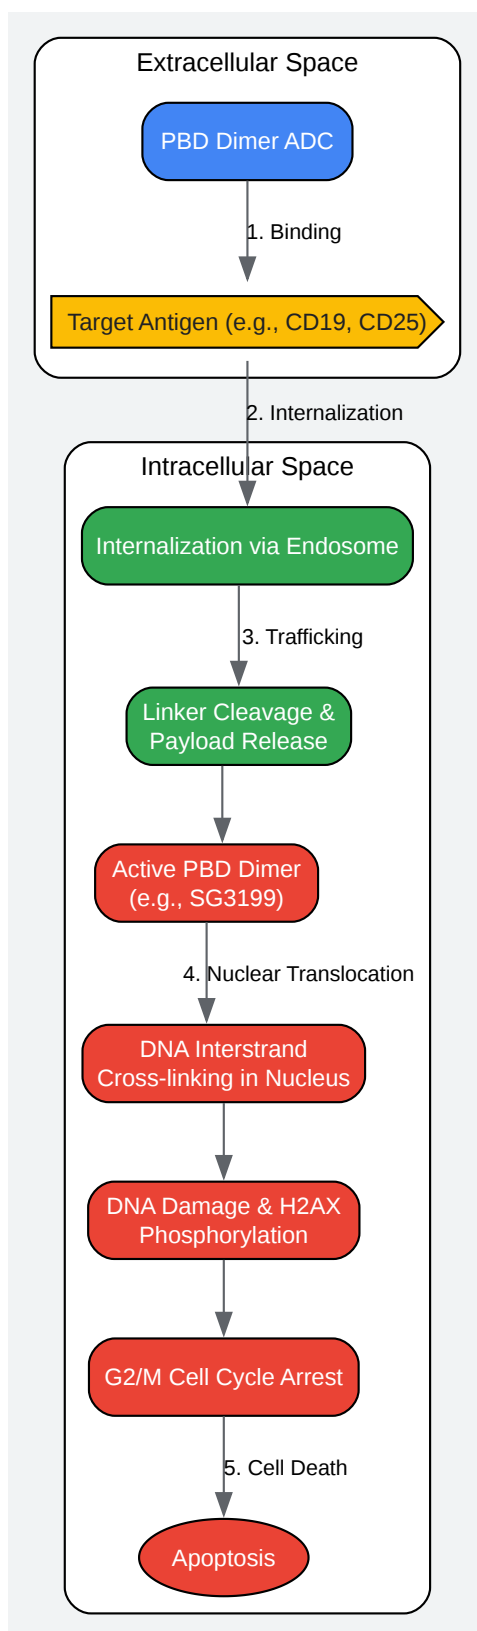 Extracellular Space
PBD Dimer ADC
1. Binding
Target Antigen (e.g., CD19, CD25)
2. Internalization
Intracellular Space
Internalization via Endosome
3. Trafficking
Linker Cleavage &
Payload Release
Active PBD Dimer
(e.g., SG3199)
4. Nuclear Translocation
DNA Interstrand
Cross-linking in Nucleus
DNA Damage & H2AX
Phosphorylation
G2/M Cell Cycle Arrest
5. Cell Death
Apoptosis